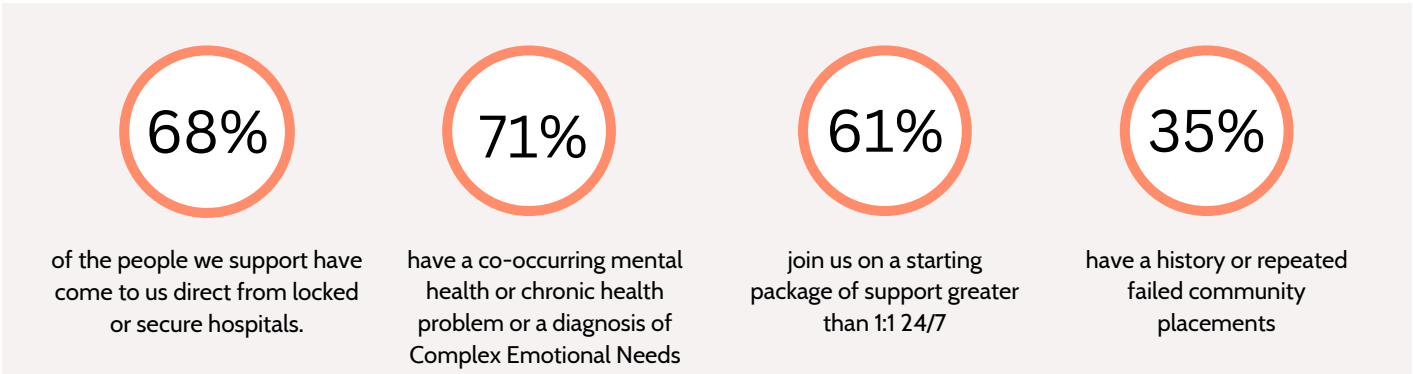 68%
of the people we support have
come to us direct from locked
or secure hospitals.
71%
have a co-occurring mental
health or chronic health
problem or a diagnosis of
Complex Emotional Needs
61%
join us on a starting
package of support greater
than 1:1 24/7
35%
have a history or repeated
failed community
placements